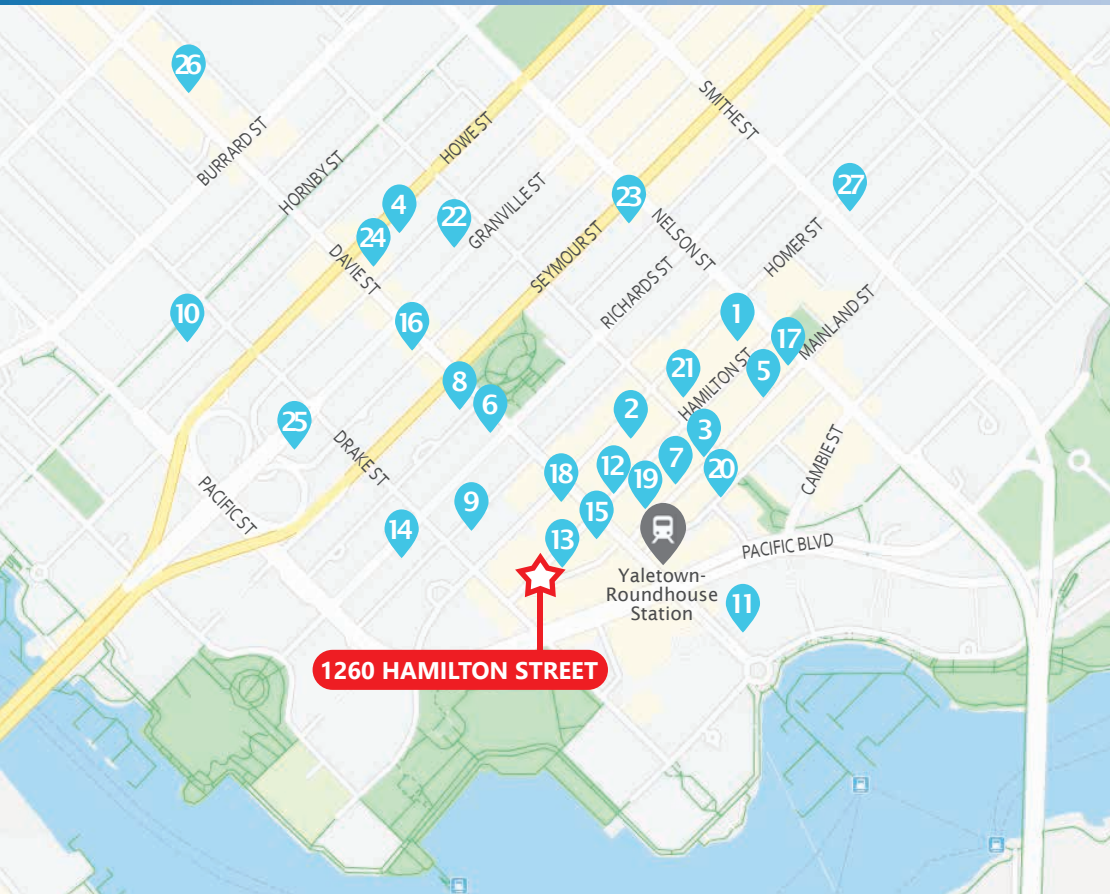 26
SMITHE ST
BURRARD ST
HOWE ST
HORNBY ST
27
4
23
22
GRANVILLE ST
24
NELSON ST
HOMER ST
DAVIE ST
SEYMOUR ST
RICHARDS ST
10
16
1
17
MAINLAND ST
21
5
HAMILTON ST
8
6
2
25
3
DRAKE ST
CAMBIE ST
18
12
7
20
19
PACIFIC ST
9
15
14
13
PACIFIC BLVD
Yaletown-
Roundhouse
Station
11
1260 HAMILTON STREET